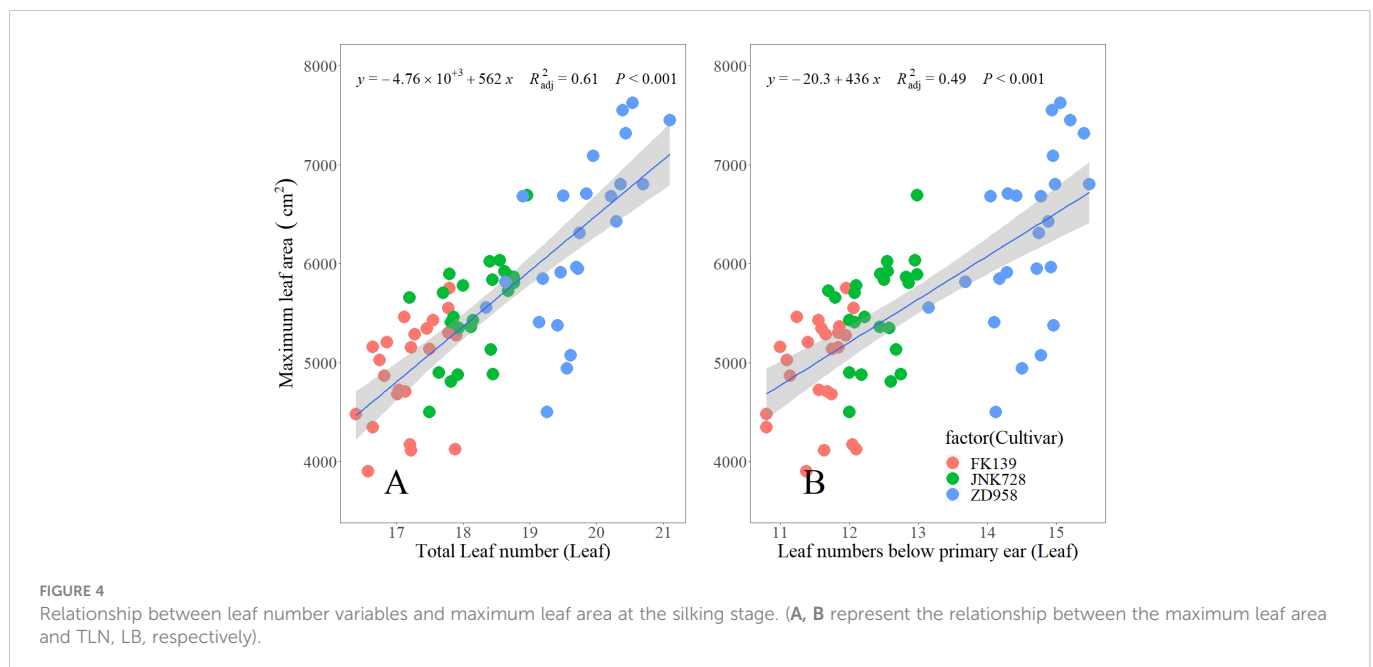 y = −4.76 × 10⁺³ + 562 x R²adj = 0.61 P < 0.001
8000
7000
6000
5000
4000
Maximum leaf area ( cm²)
A
17 18 19 20 21
Total Leaf number (Leaf)
y = −20.3 + 436 x R²adj = 0.49 P < 0.001
8000
7000
6000
5000
4000
factor(Cultivar)
FK139
JNK728
ZD958
B
11 12 13 14 15
Leaf numbers below primary ear (Leaf)
FIGURE 4
Relationship between leaf number variables and maximum leaf area at the silking stage. (A, B represent the relationship between the maximum leaf area
and TLN, LB, respectively).